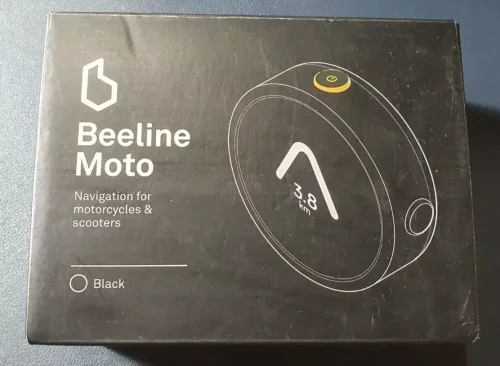 Beeline
Moto
Navigation for
motorcycles &
scooters
Black
3.8
km